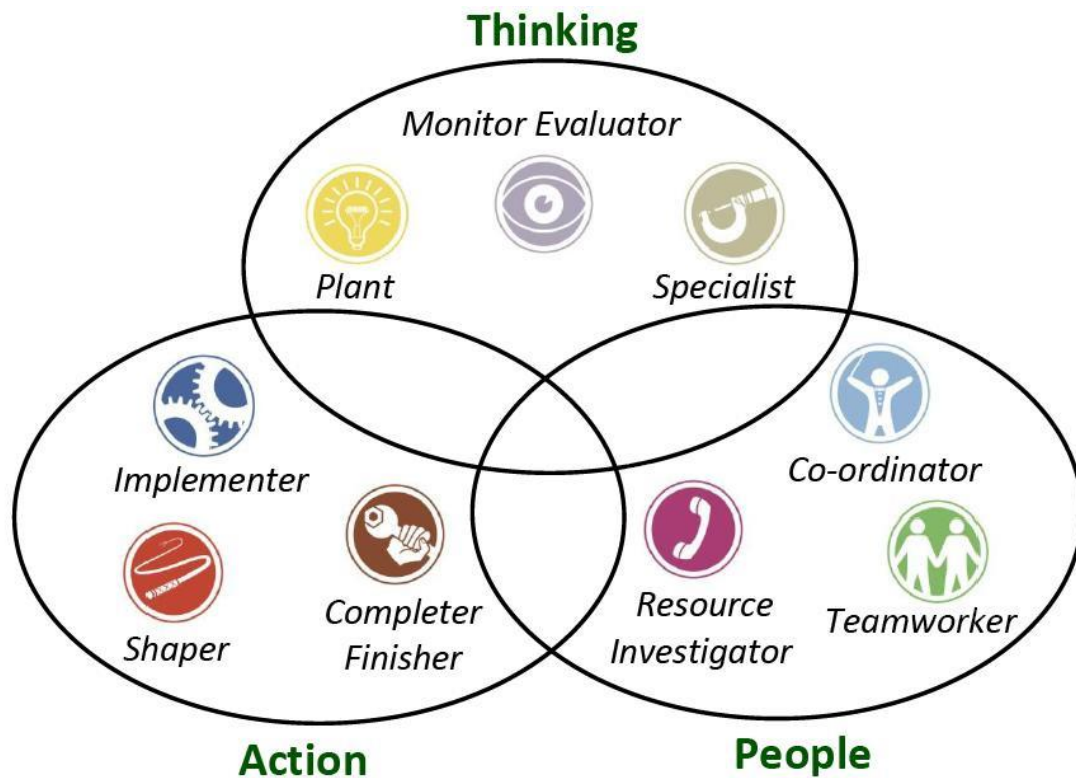 Thinking
Monitor Evaluator
Plant
Specialist
Implementer
Co-ordinator
Shaper
Completer
Finisher
Resource
Investigator
Teamworker
Action
People